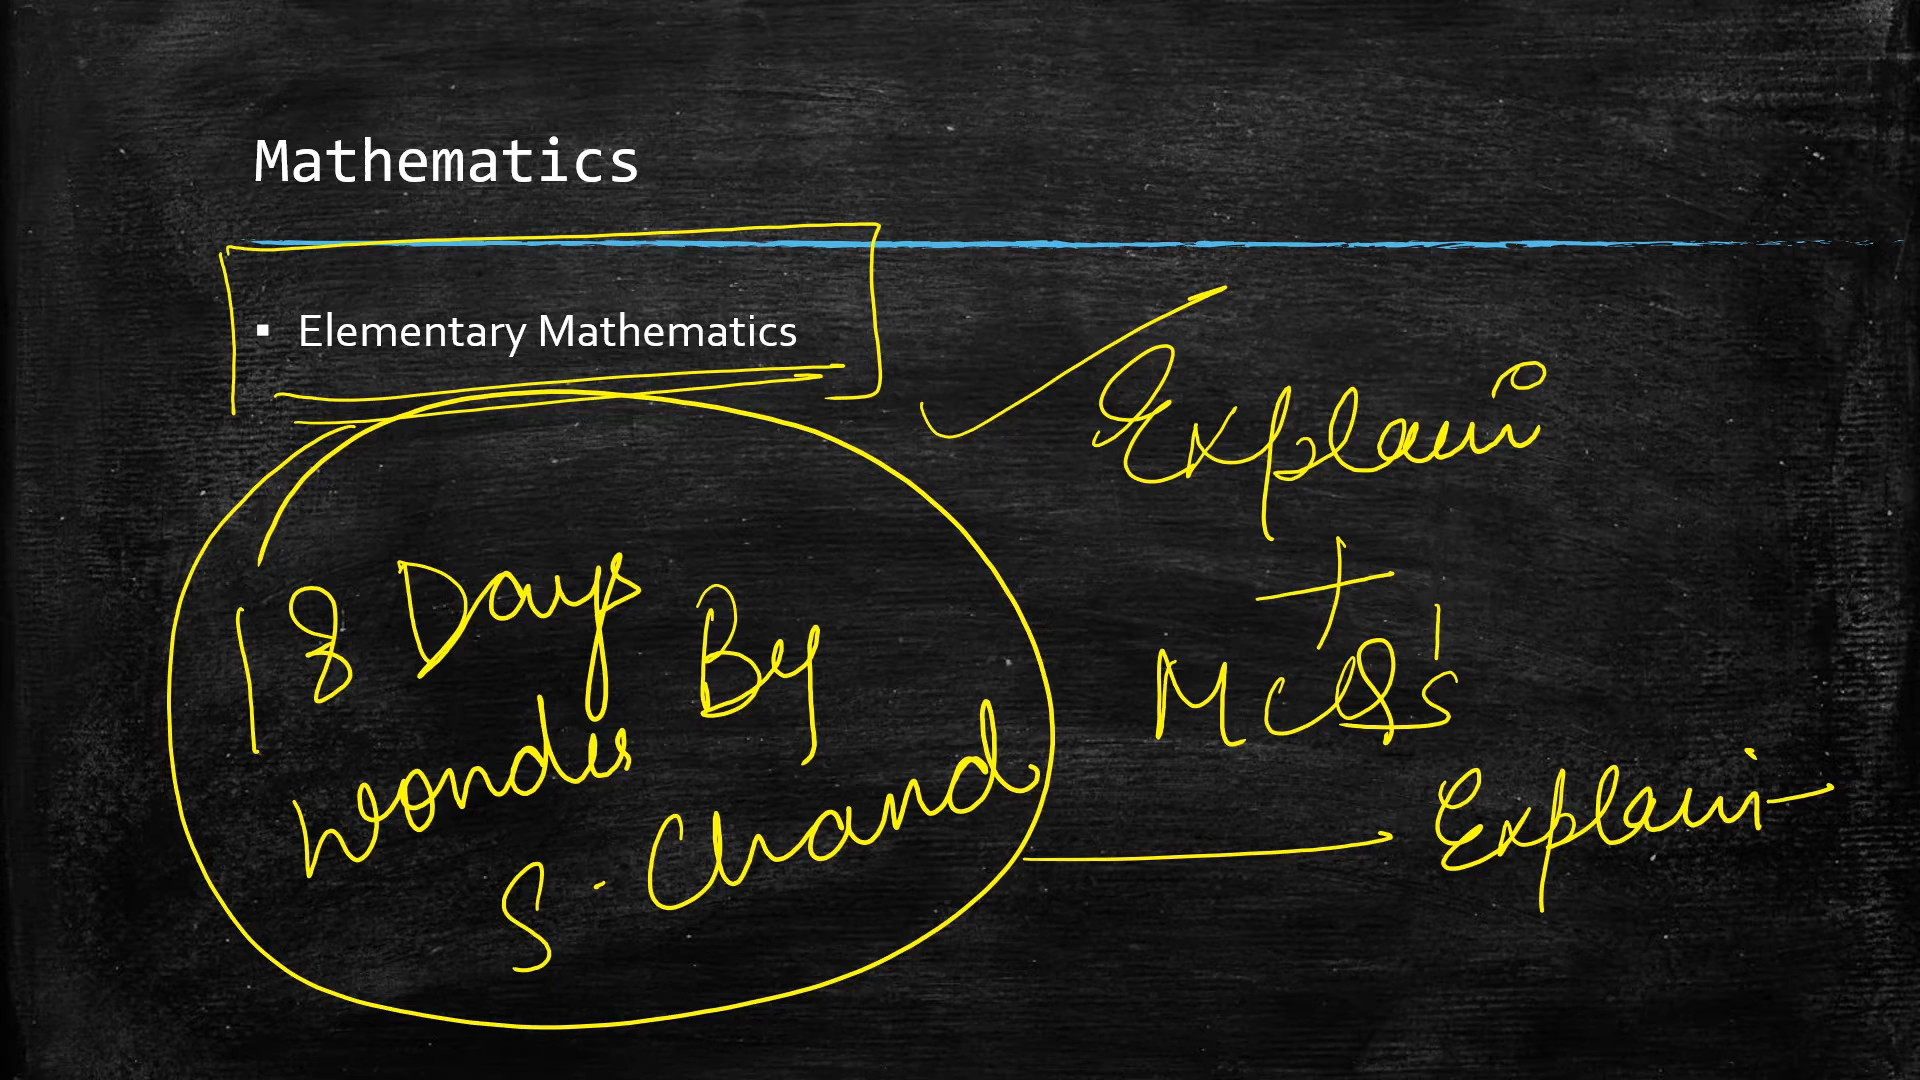 Mathematics
▪ Elementary Mathematics
Explain
+
MCQ's
18 Days
Wonder By
S. Chand
Explain